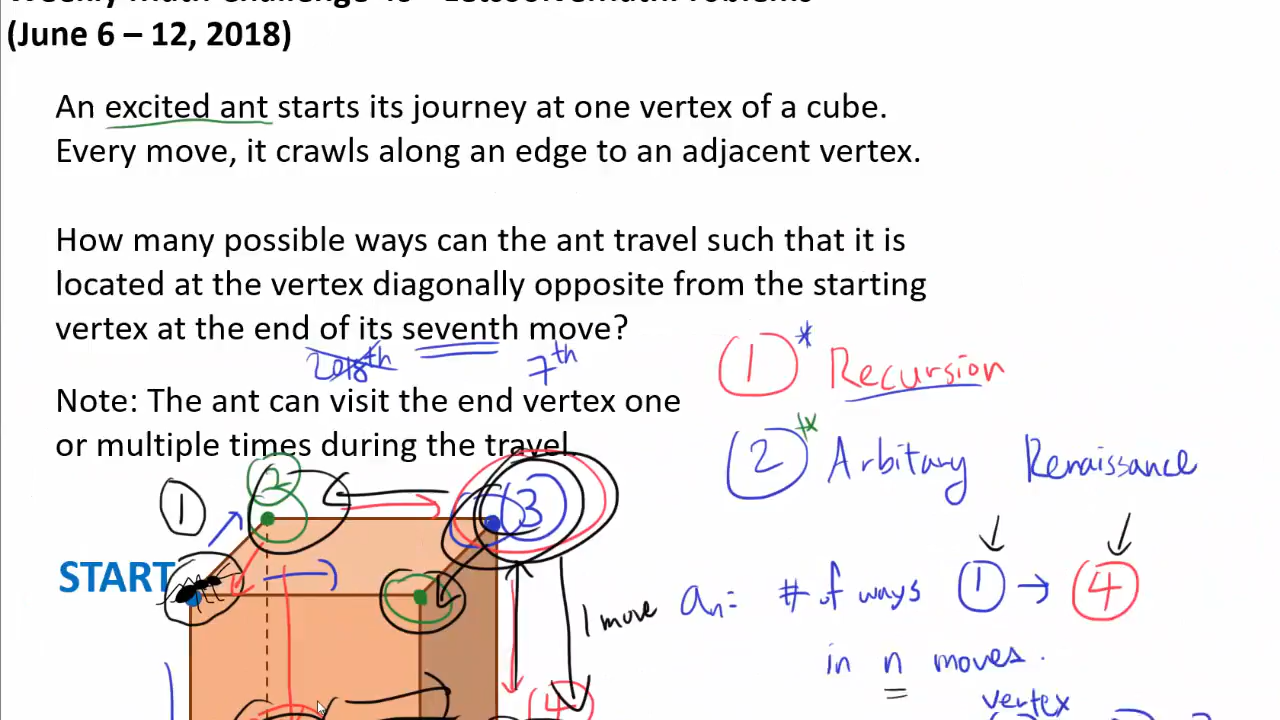 (June 6 – 12, 2018)
An excited ant starts its journey at one vertex of a cube.
Every move, it crawls along an edge to an adjacent vertex.
How many possible ways can the ant travel such that it is
located at the vertex diagonally opposite from the starting
vertex at the end of its seventh move?
2018th 7th
1* Recursion
Note: The ant can visit the end vertex one
or multiple times during the travel.
2* Arbitary Renaissance
1 2 3
START
1 move an= # of ways 1 → 4
in n moves.
4 vertex